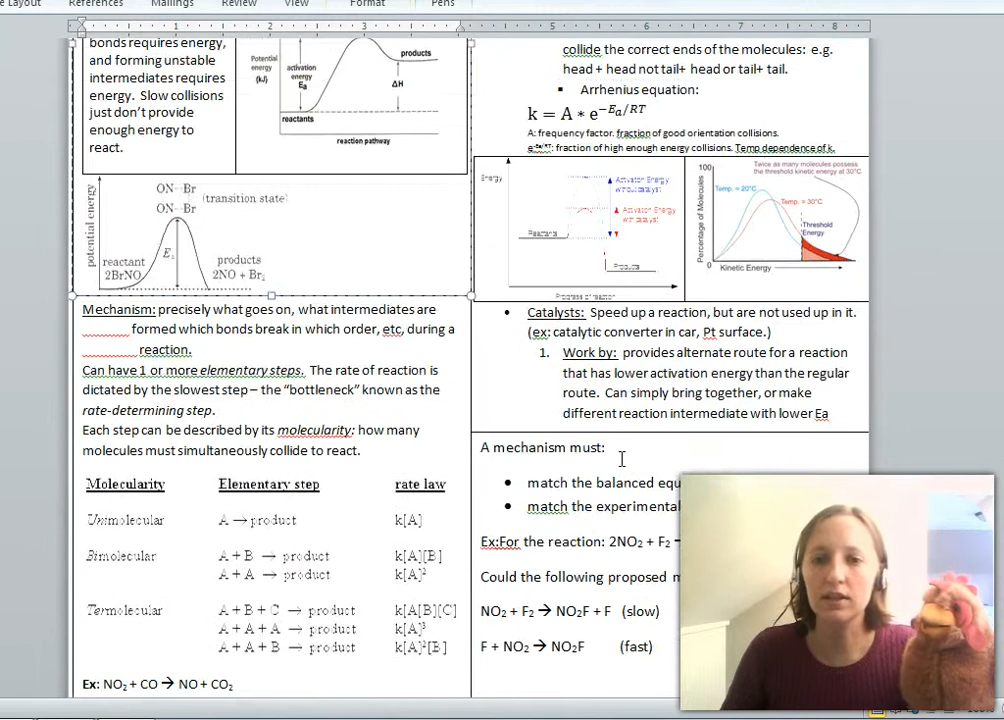 e Layout References Mailings Review View Format Pens
1 2 3 5 6 7 8
bonds requires energy,
and forming unstable
intermediates requires
energy. Slow collisions
just don't provide
enough energy to
react.
Potential
energy
(kJ)
activation
energy
Ea
products
ΔH
reactants
reaction pathway
potential energy
ON--Br
ON--Br
(transition state)
reactant
2BrNO
products
2NO + Br₂
Mechanism: precisely what goes on, what intermediates are
formed which bonds break in which order, etc, during a
reaction.
Can have 1 or more elementary steps. The rate of reaction is
dictated by the slowest step – the "bottleneck" known as the
rate-determining step.
Each step can be described by its molecularity: how many
molecules must simultaneously collide to react.
Molecularity Elementary step rate law
Unimolecular A → product k[A]
Bimolecular A + B → product k[A][B]
A + A → product k[A]²
Termolecular A + B + C → product k[A][B][C]
A + A + A → product k[A]³
A + A + B → product k[A]²[B]
Ex: NO₂ + CO → NO + CO₂
collide the correct ends of the molecules: e.g.
head + head not tail+ head or tail+ tail.
▪ Arrhenius equation:
k = A ∗ e^−Ea/RT
A: frequency factor. fraction of good orientation collisions.
e^-Ea/RT: fraction of high enough energy collisions. Temp dependence of k.
Energy
Activation Energy
without catalyst
Activation Energy
with catalyst
Reactants
Products
Progress of reaction
Percentage of Molecules
100
0
Twice as many molecules possess
the threshold kinetic energy at 30°C
Temp. = 20°C
Temp. = 30°C
Threshold
Energy
Kinetic Energy
• Catalysts: Speed up a reaction, but are not used up in it.
(ex: catalytic converter in car, Pt surface.)
1. Work by: provides alternate route for a reaction
that has lower activation energy than the regular
route. Can simply bring together, or make
different reaction intermediate with lower Ea
A mechanism must:
• match the balanced equ
• match the experimental
Ex:For the reaction: 2NO₂ + F₂
Could the following proposed m
NO₂ + F₂ → NO₂F + F (slow)
F + NO₂ → NO₂F (fast)